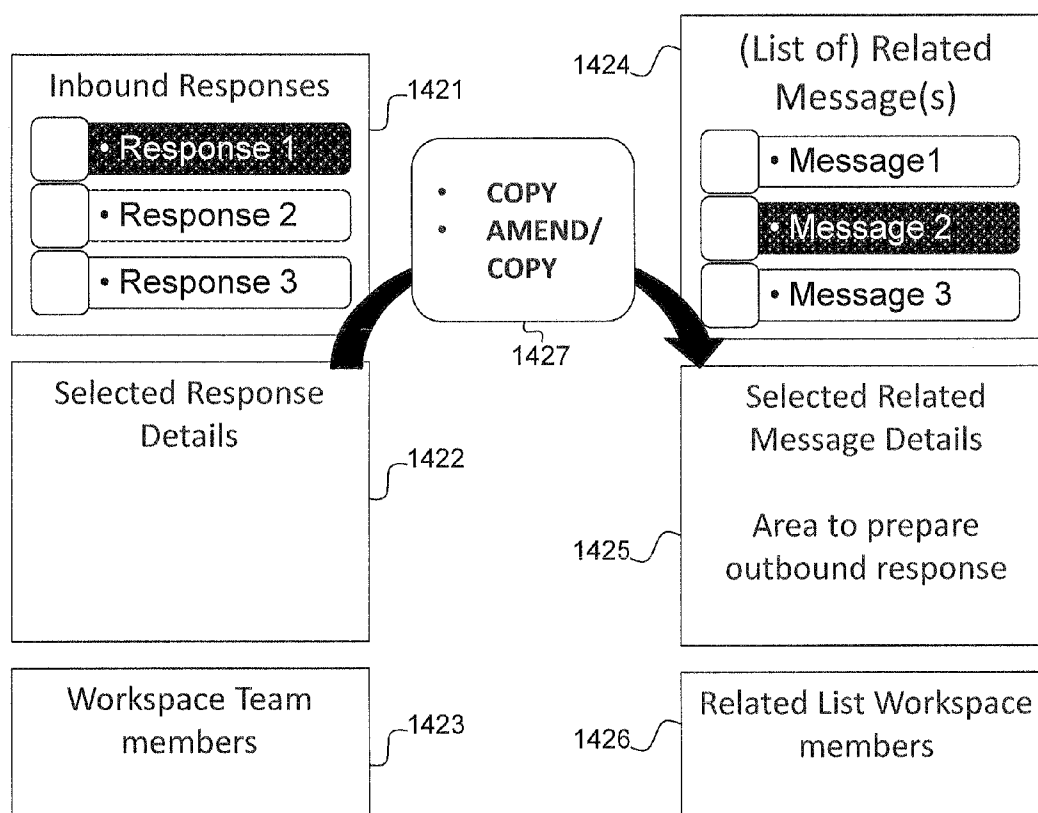 Inbound Responses
1421
• Response 1
• Response 2
• Response 3
• COPY
• AMEND/
COPY
1427
1424
(List of) Related
Message(s)
• Message1
• Message 2
• Message 3
Selected Response
Details
1422
Selected Related
Message Details
Area to prepare
outbound response
1425
Workspace Team
members
1423
Related List Workspace
members
1426